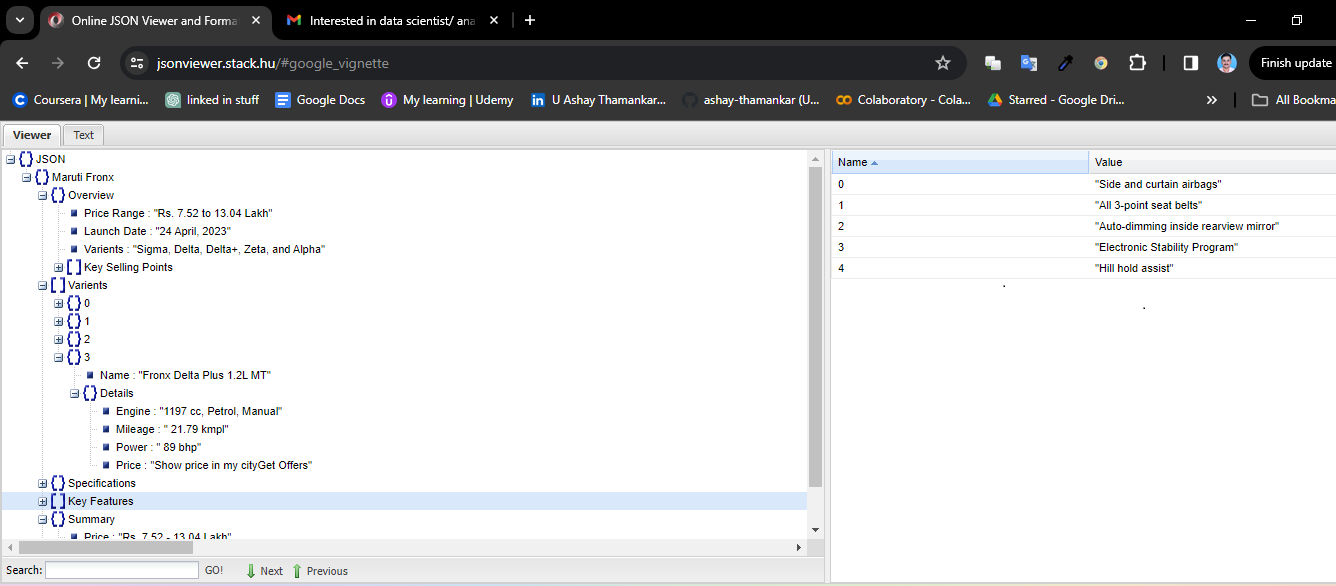 Online JSON Viewer and Forma
Interested in data scientist/ ana
jsonviewer.stack.hu/#google_vignette
Finish update
Coursera | My learni...
linked in stuff
Google Docs
My learning | Udemy
U Ashay Thamankar...
ashay-thamankar (U...
Colaboratory - Cola...
Starred - Google Dri...
All Bookma
Viewer
Text
JSON
Maruti Fronx
Overview
Price Range : "Rs. 7.52 to 13.04 Lakh"
Launch Date : "24 April, 2023"
Varients : "Sigma, Delta, Delta+, Zeta, and Alpha"
Key Selling Points
Varients
0
1
2
3
Name : "Fronx Delta Plus 1.2L MT"
Details
Engine : "1197 cc, Petrol, Manual"
Mileage : " 21.79 kmpl"
Power : " 89 bhp"
Price : "Show price in my cityGet Offers"
Specifications
Key Features
Summary
Price : "Rs. 7.52 - 13.04 Lakh"
Search:
GO!
Next
Previous
Name
Value
0 "Side and curtain airbags"
1 "All 3-point seat belts"
2 "Auto-dimming inside rearview mirror"
3 "Electronic Stability Program"
4 "Hill hold assist"